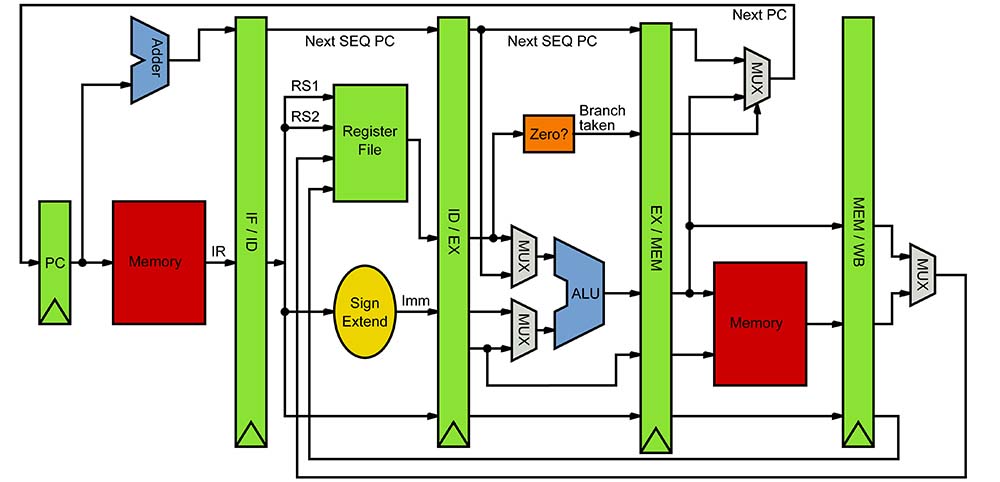 Next PC
Adder
Next SEQ PC
Next SEQ PC
MUX
RS1
RS2
Register
File
Zero?
Branch
taken
IF / ID
ID / EX
EX / MEM
MEM / WB
PC
Memory
IR
MUX
ALU
MUX
Sign
Extend
Imm
MUX
Memory